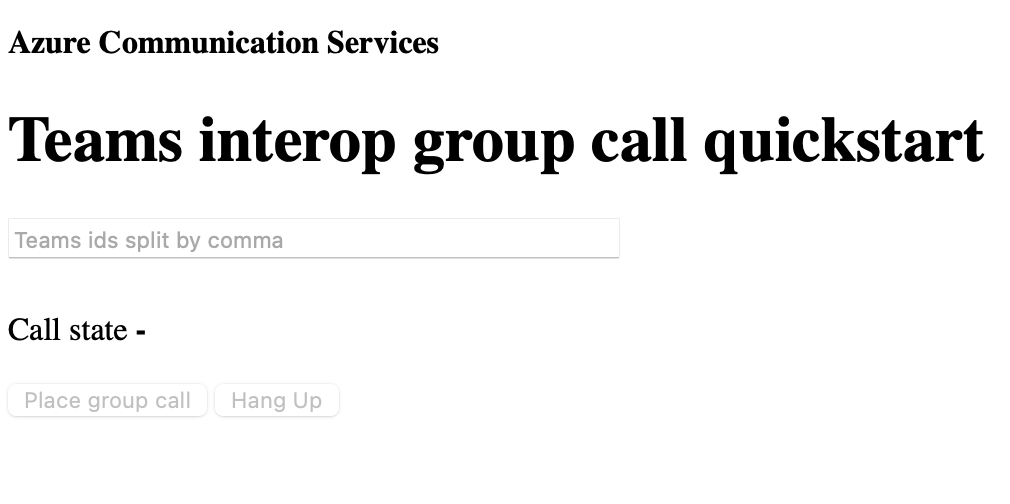 Azure Communication Services
Teams interop group call quickstart
Teams ids split by comma
Call state -
Place group call Hang Up